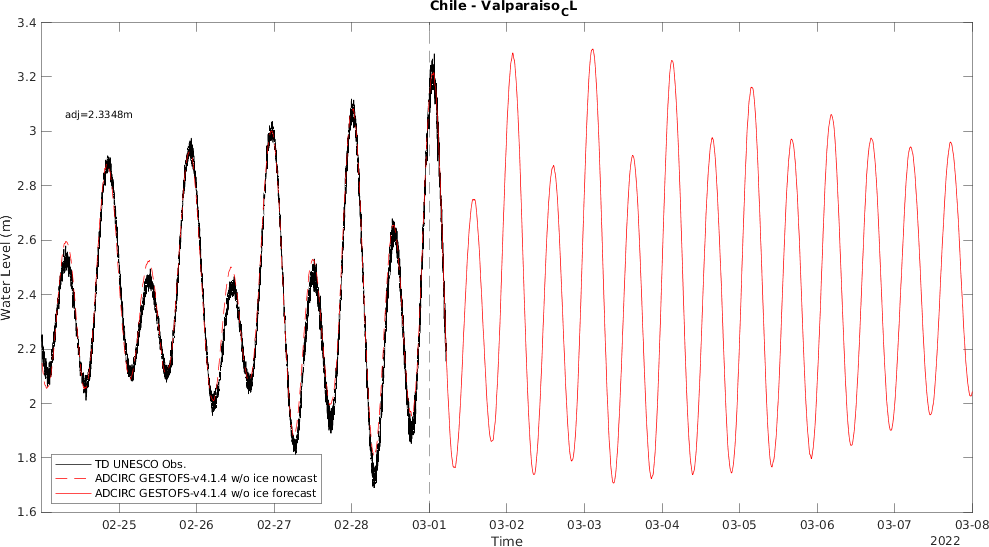 Chile - Valparaiso_CL
adj=2.3348m
Water Level (m)
3.4
3.2
3
2.8
2.6
2.4
2.2
2
1.8
1.6
TD UNESCO Obs.
ADCIRC GESTOFS-v4.1.4 w/o ice nowcast
ADCIRC GESTOFS-v4.1.4 w/o ice forecast
02-25 02-26 02-27 02-28 03-01 03-02 03-03 03-04 03-05 03-06 03-07 03-08
Time
2022